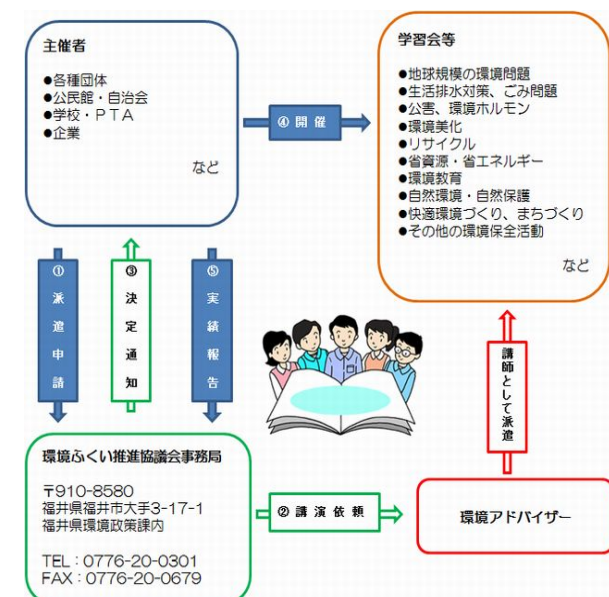 主催者
●各種団体
●公民館・自治会
●学校・ＰＴＡ
●企業
など
④開催
学習会等
●地球規模の環境問題
●生活排水対策、ごみ問題
●公害、環境ホルモン
●環境美化
●リサイクル
●省資源・省エネルギー
●環境教育
●自然環境・自然保護
●快適環境づくり、まちづくり
●その他の環境保全活動
など
①派遣申請
③決定通知
⑤実績報告
講師として派遣
環境ふくい推進協議会事務局
〒910-8580
福井県福井市大手3-17-1
福井県環境政策課内
TEL：0776-20-0301
FAX：0776-20-0679
②講演依頼
環境アドバイザー